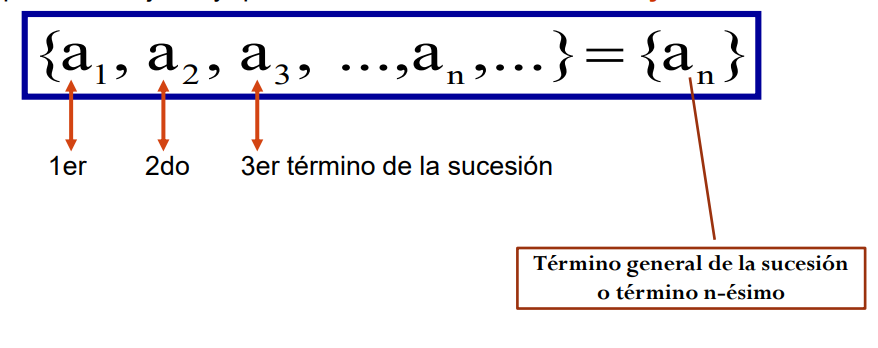 {a₁, a₂, a₃, ...,aₙ,...}={aₙ}
1er 2do 3er término de la sucesión
Término general de la sucesión
o término n-ésimo